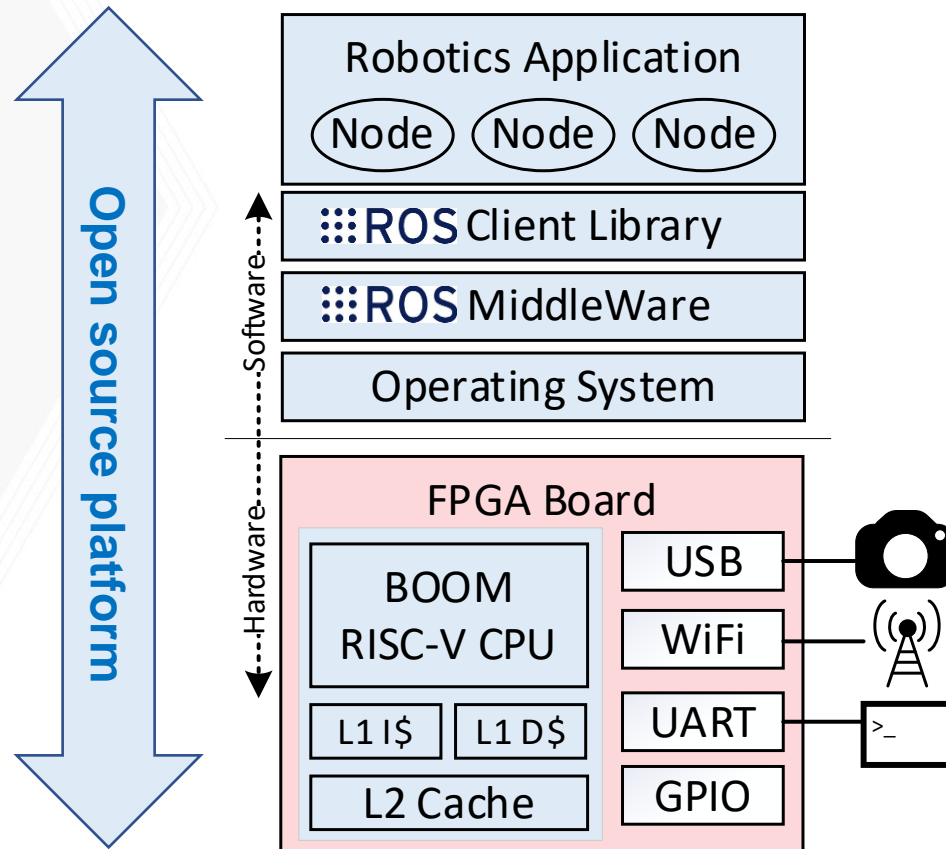 Robotics Application
Node Node Node
ROS Client Library
ROS MiddleWare
Operating System
Open source platform
Software
Hardware
FPGA Board
BOOM
RISC-V CPU
L1 I$ L1 D$
L2 Cache
USB
WiFi
UART
GPIO
>_